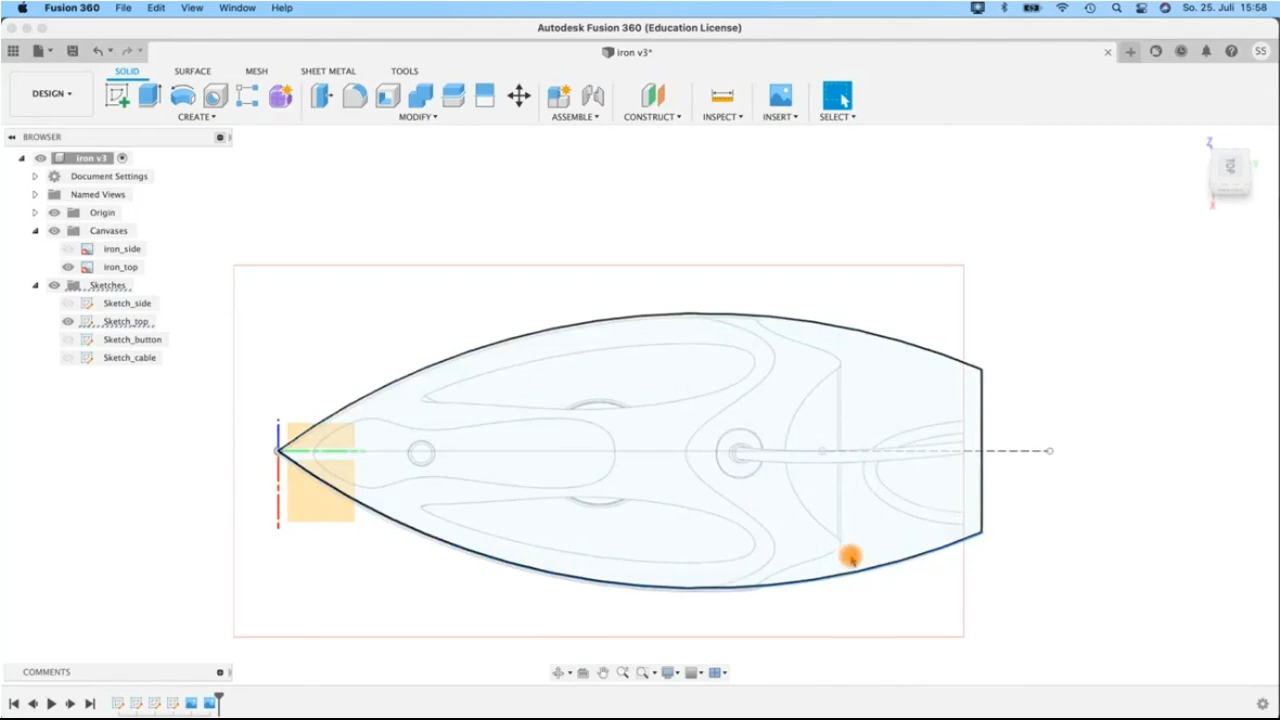 Fusion 360 File Edit View Window Help So. 25. Juli 15:58
Autodesk Fusion 360 (Education License)
iron v3*
SS
SOLID SURFACE MESH SHEET METAL TOOLS
DESIGN
CREATE MODIFY ASSEMBLE CONSTRUCT INSPECT INSERT SELECT
BROWSER
iron v3
Document Settings
Named Views
Origin
Canvases
iron_side
iron_top
Sketches
Sketch_side
Sketch_top
Sketch_button
Sketch_cable
Z
TOP
Y
X
COMMENTS